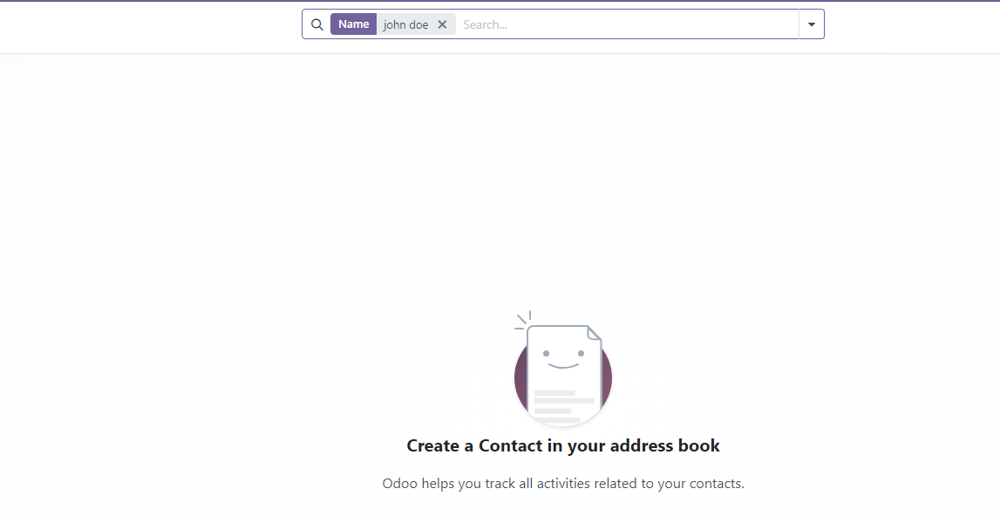 Name john doe Search...
Create a Contact in your address book
Odoo helps you track all activities related to your contacts.